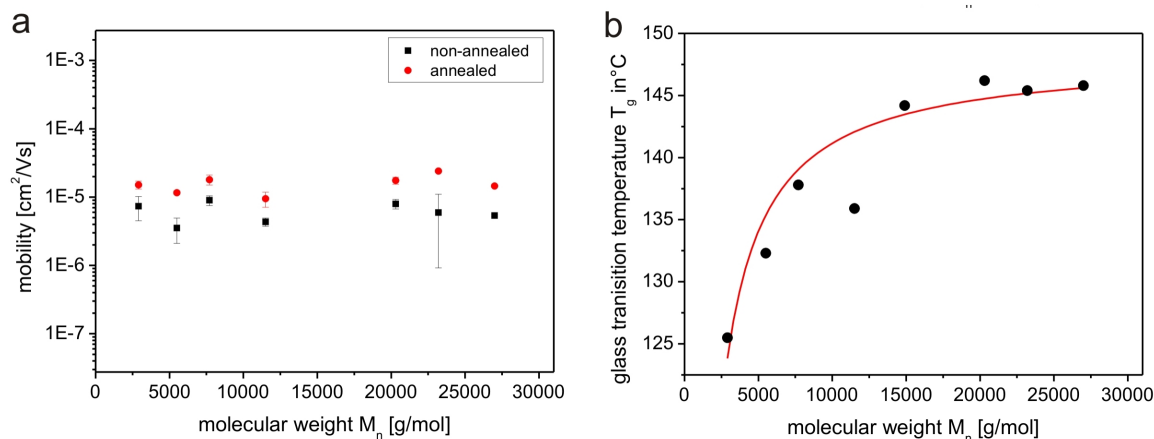 a
1E-3
1E-4
1E-5
1E-6
1E-7
mobility [cm²/Vs]
non-annealed
annealed
0 5000 10000 15000 20000 25000 30000
molecular weight Mn [g/mol]
b
150
145
140
135
130
125
glass tranisition temperature Tg in°C
0 5000 10000 15000 20000 25000 30000
molecular weight Mn [g/mol]